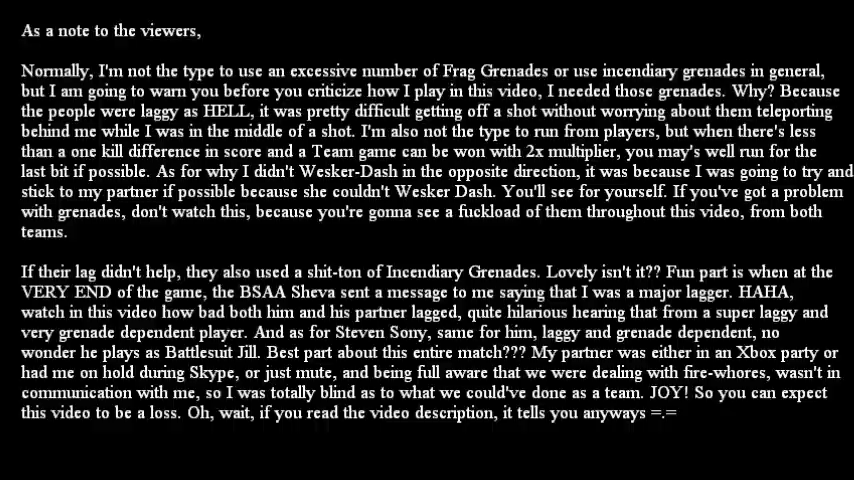 As a note to the viewers,
Normally, I'm not the type to use an excessive number of Frag Grenades or use incendiary grenades in general,
but I am going to warn you before you criticize how I play in this video, I needed those grenades. Why? Because
the people were laggy as HELL, it was pretty difficult getting off a shot without worrying about them teleporting
behind me while I was in the middle of a shot. I'm also not the type to run from players, but when there's less
than a one kill difference in score and a Team game can be won with 2x multiplier, you may's well run for the
last bit if possible. As for why I didn't Wesker-Dash in the opposite direction, it was because I was going to try and
stick to my partner if possible because she couldn't Wesker Dash. You'll see for yourself. If you've got a problem
with grenades, don't watch this, because you're gonna see a fuckload of them throughout this video, from both
teams.
If their lag didn't help, they also used a shit-ton of Incendiary Grenades. Lovely isn't it?? Fun part is when at the
VERY END of the game, the BSAA Sheva sent a message to me saying that I was a major lagger. HAHA,
watch in this video how bad both him and his partner lagged, quite hilarious hearing that from a super laggy and
very grenade dependent player. And as for Steven Sony, same for him, laggy and grenade dependent, no
wonder he plays as Battlesuit Jill. Best part about this entire match??? My partner was either in an Xbox party or
had me on hold during Skype, or just mute, and being full aware that we were dealing with fire-whores, wasn't in
communication with me, so I was totally blind as to what we could've done as a team. JOY! So you can expect
this video to be a loss. Oh, wait, if you read the video description, it tells you anyways =.=